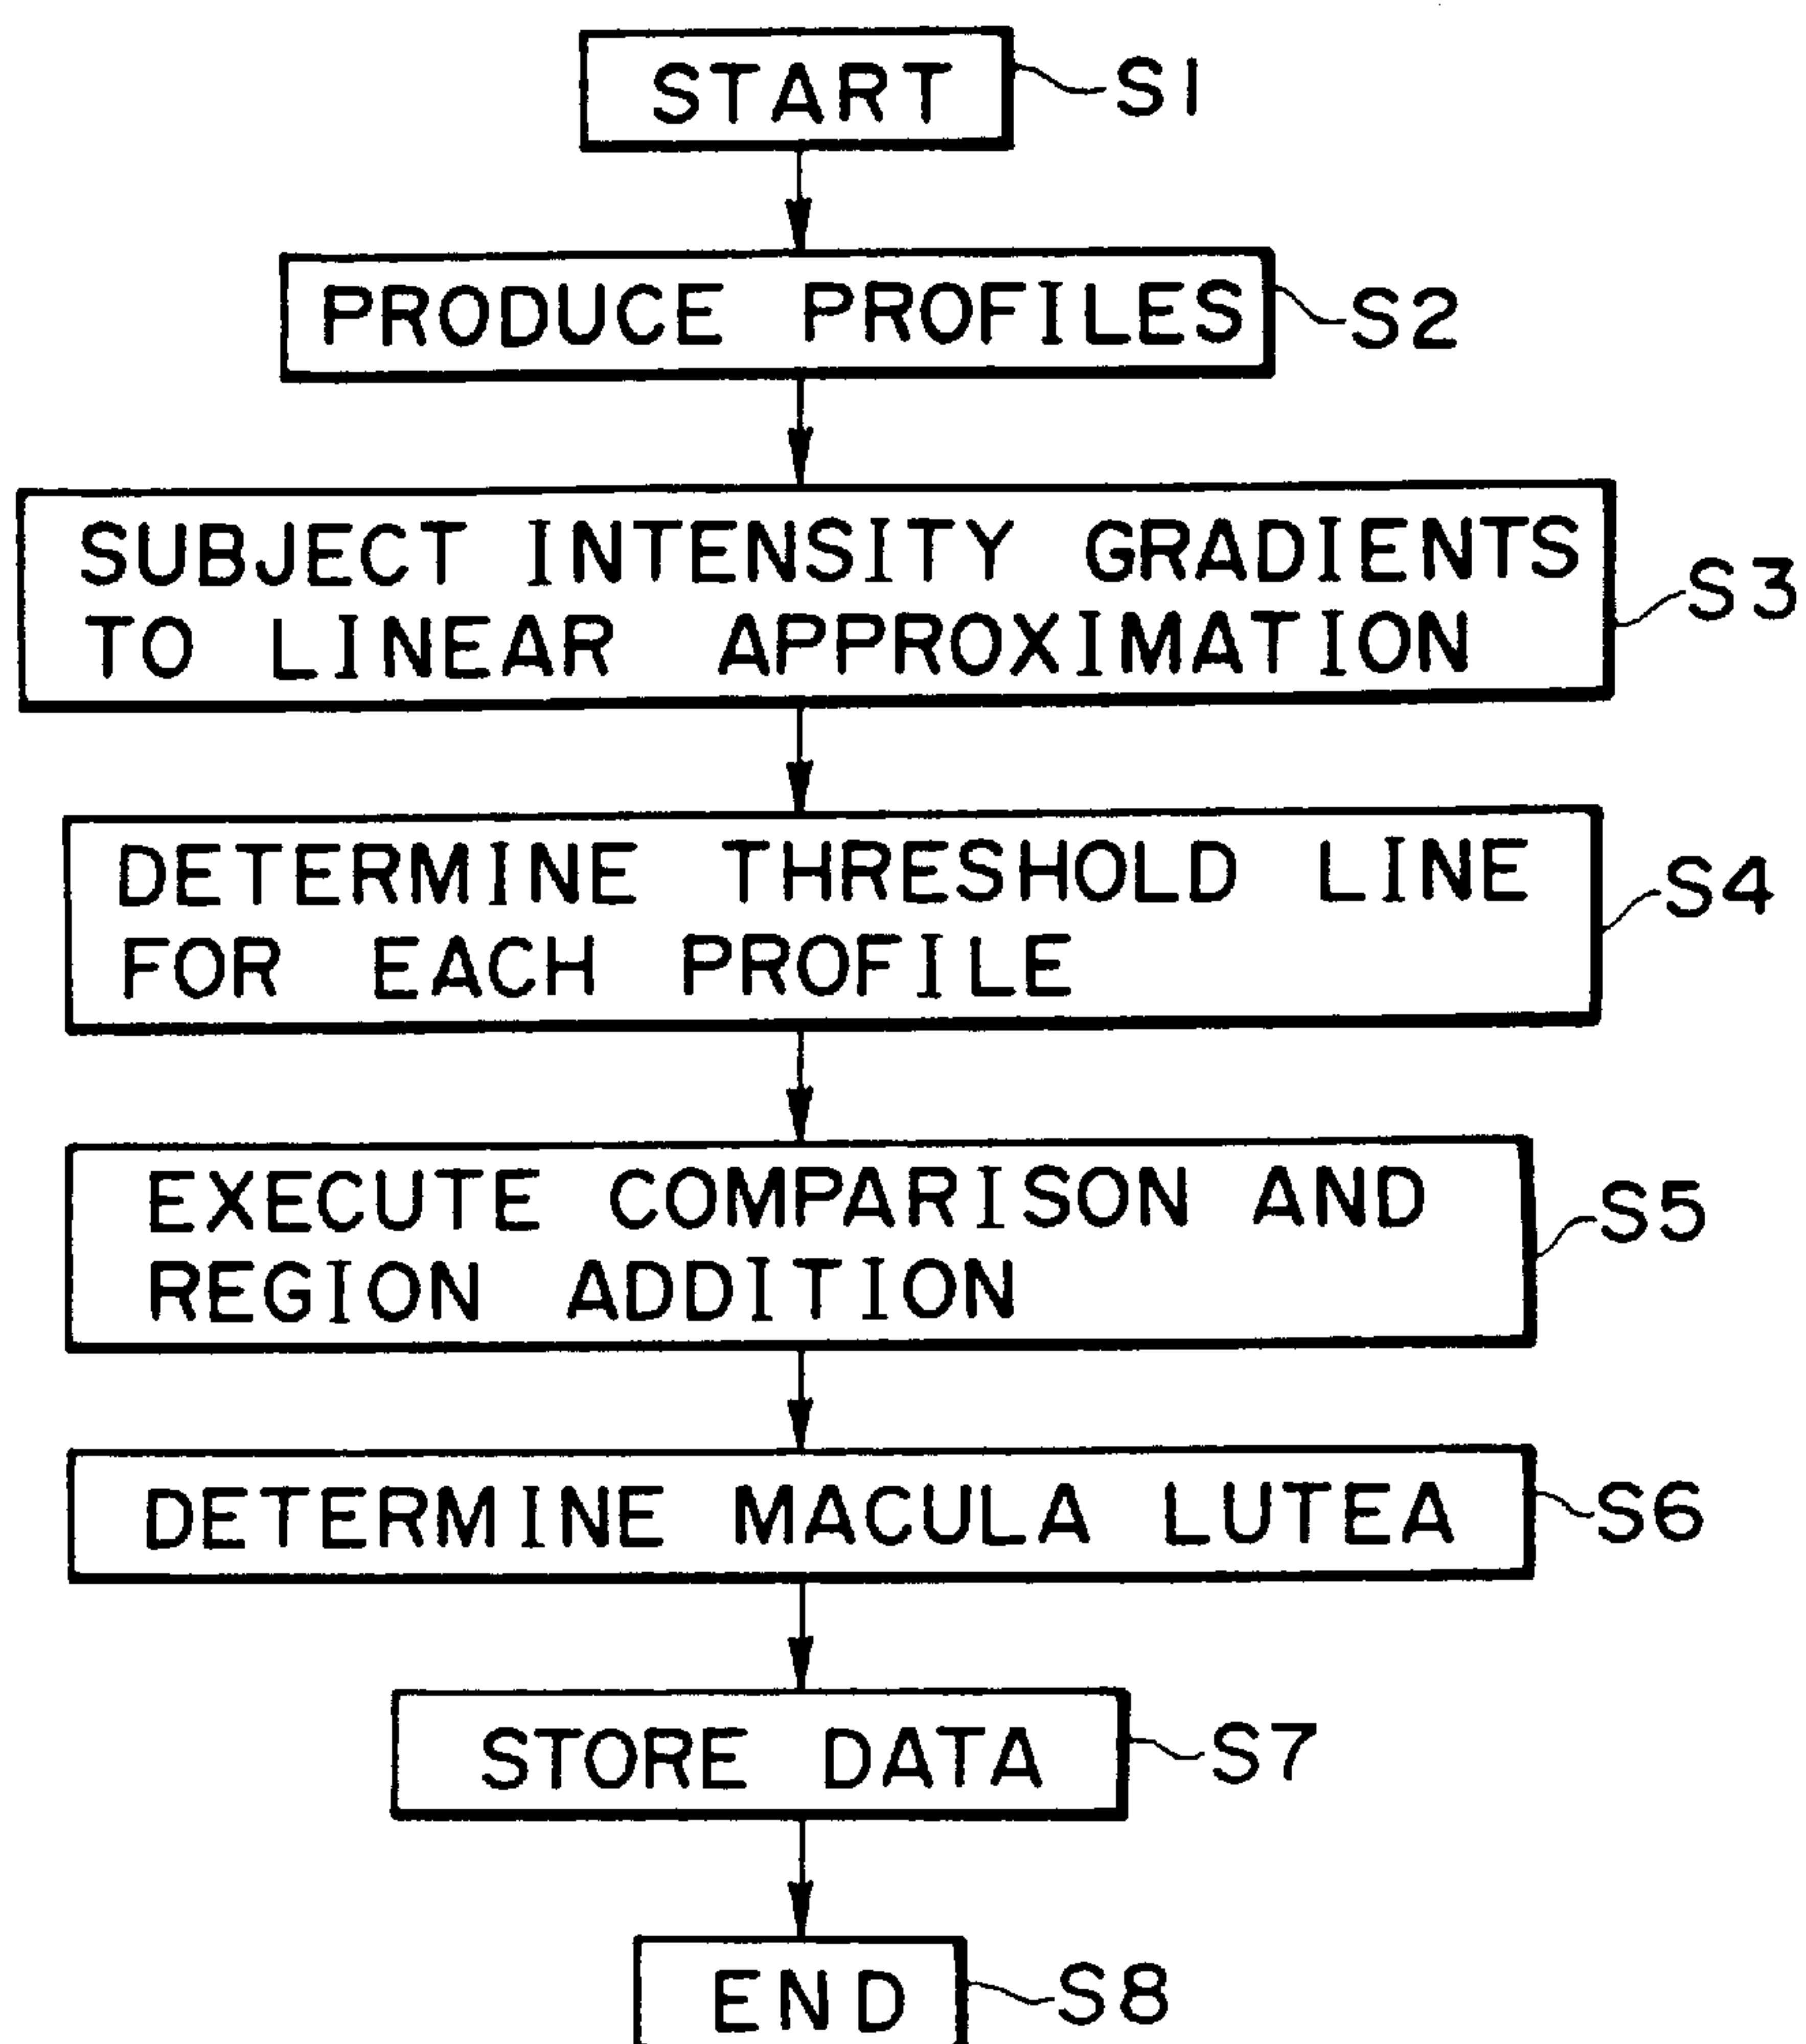 START S1
PRODUCE PROFILES S2
SUBJECT INTENSITY GRADIENTS
TO LINEAR APPROXIMATION
S3
DETERMINE THRESHOLD LINE
FOR EACH PROFILE
S4
EXECUTE COMPARISON AND
REGION ADDITION
S5
DETERMINE MACULA LUTEA S6
STORE DATA S7
END S8